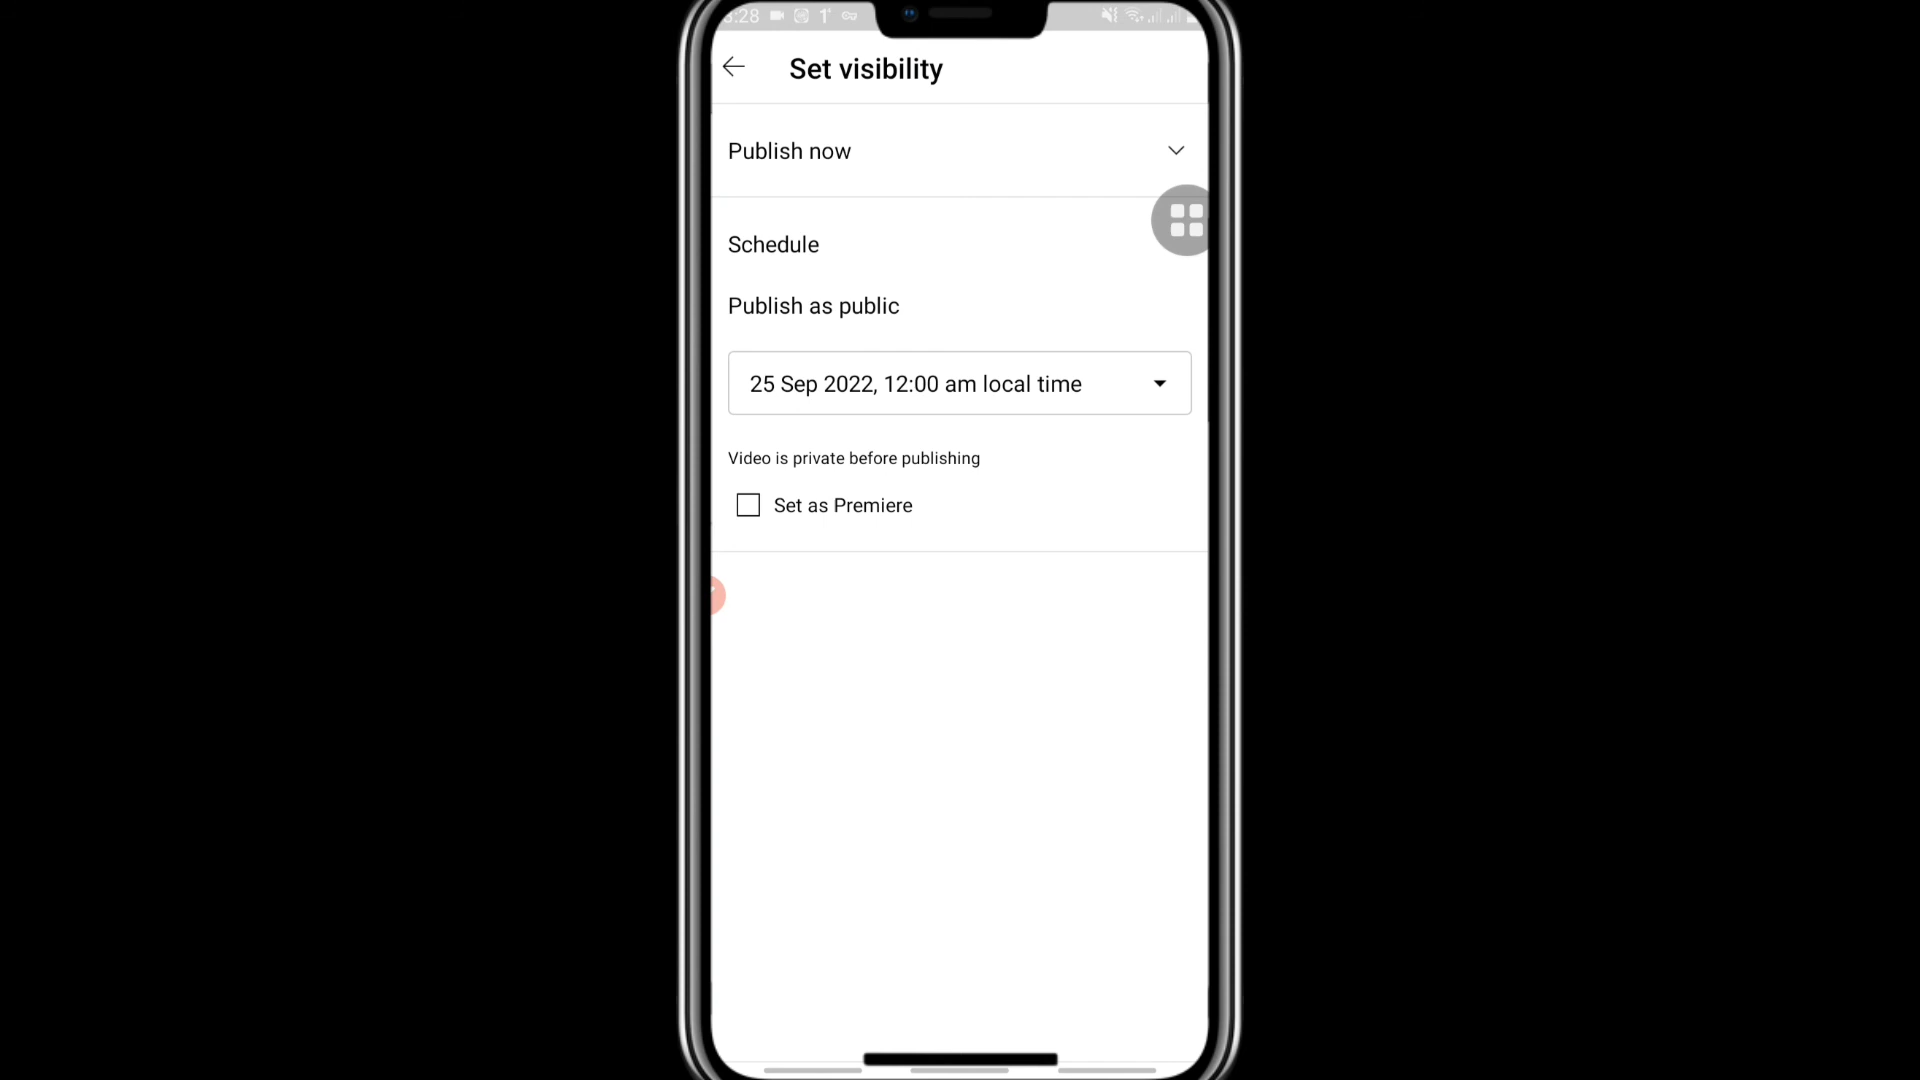 Set visibility
Publish now
Schedule
Publish as public
25 Sep 2022, 12:00 am local time
Video is private before publishing
Set as Premiere